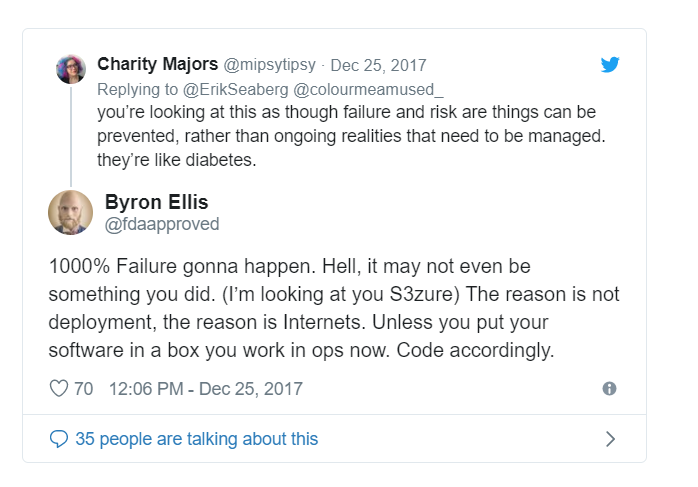 Charity Majors @mipsytipsy · Dec 25, 2017
Replying to @ErikSeaberg @colourmeamused_
you’re looking at this as though failure and risk are things can be
prevented, rather than ongoing realities that need to be managed.
they’re like diabetes.
Byron Ellis
@fdaapproved
1000% Failure gonna happen. Hell, it may not even be
something you did. (I’m looking at you S3zure) The reason is not
deployment, the reason is Internets. Unless you put your
software in a box you work in ops now. Code accordingly.
70 12:06 PM - Dec 25, 2017
35 people are talking about this